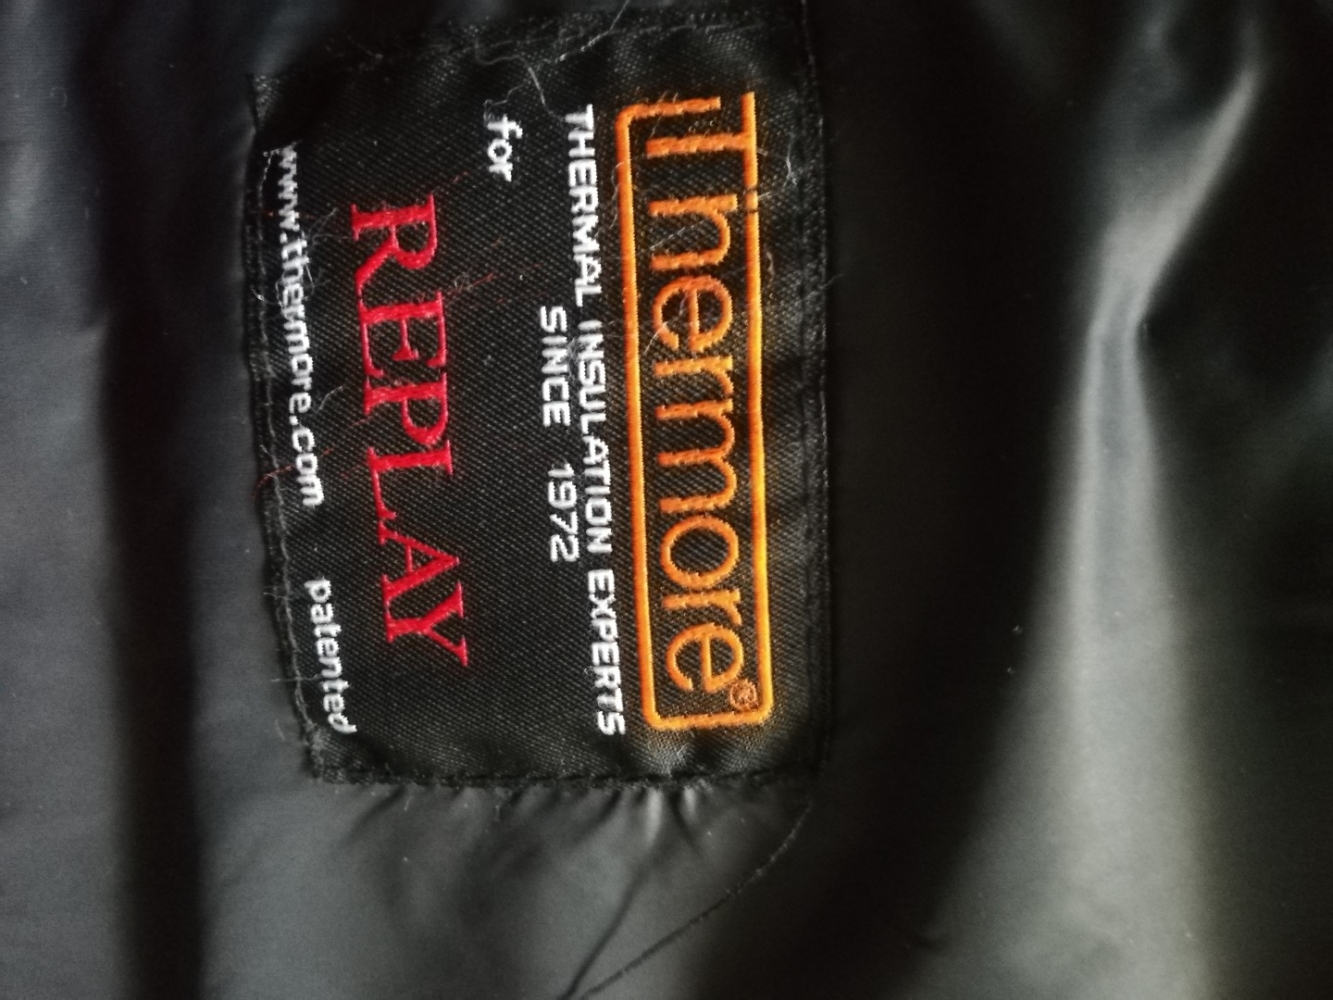 Thermore®
THERMAL INSULATION EXPERTS
SINCE 1972
for
REPLAY
www.thermore.com patented